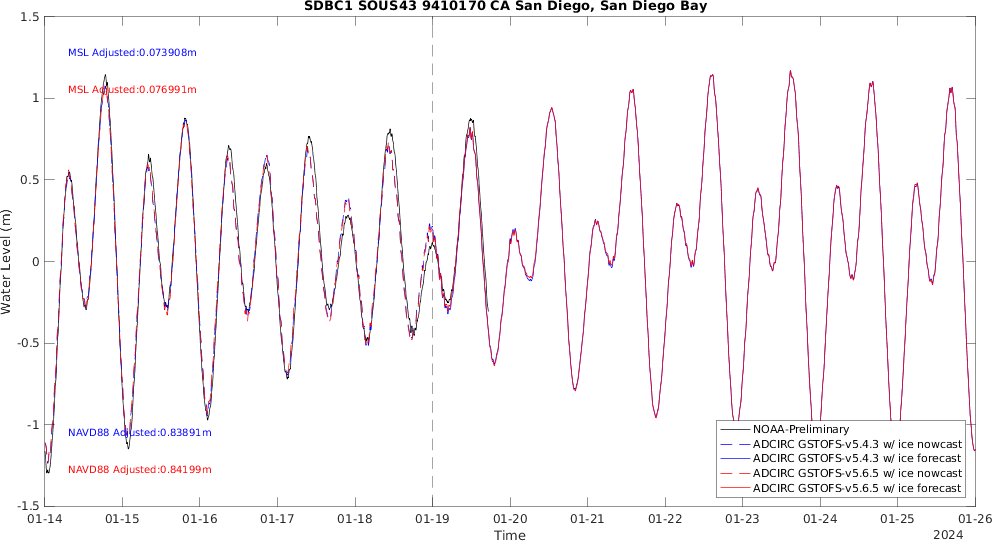 SDBC1 SOUS43 9410170 CA San Diego, San Diego Bay
1.5
MSL Adjusted:0.073908m
MSL Adjusted:0.076991m
1
0.5
Water Level (m)
0
-0.5
-1
NAVD88 Adjusted:0.83891m
NAVD88 Adjusted:0.84199m
-1.5
NOAA-Preliminary
ADCIRC GSTOFS-v5.4.3 w/ ice nowcast
ADCIRC GSTOFS-v5.4.3 w/ ice forecast
ADCIRC GSTOFS-v5.6.5 w/ ice nowcast
ADCIRC GSTOFS-v5.6.5 w/ ice forecast
01-14 01-15 01-16 01-17 01-18 01-19 01-20 01-21 01-22 01-23 01-24 01-25 01-26
Time
2024